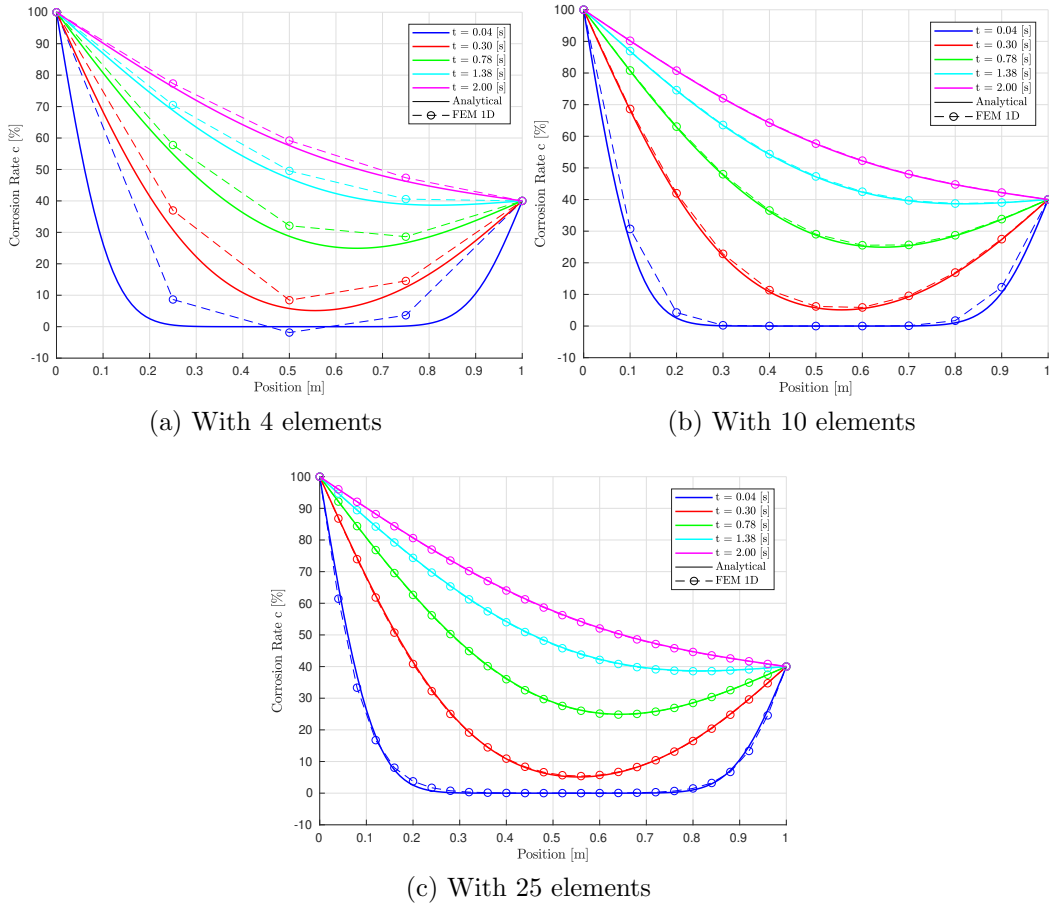 100
90
80
70
60
50
40
30
20
10
0
-10
Corrosion Rate c [%]
0 0.1 0.2 0.3 0.4 0.5 0.6 0.7 0.8 0.9 1
Position [m]
t = 0.04 [s]
t = 0.30 [s]
t = 0.78 [s]
t = 1.38 [s]
t = 2.00 [s]
Analytical
FEM 1D
(a) With 4 elements
100
90
80
70
60
50
40
30
20
10
0
-10
Corrosion Rate c [%]
0 0.1 0.2 0.3 0.4 0.5 0.6 0.7 0.8 0.9 1
Position [m]
t = 0.04 [s]
t = 0.30 [s]
t = 0.78 [s]
t = 1.38 [s]
t = 2.00 [s]
Analytical
FEM 1D
(b) With 10 elements
100
90
80
70
60
50
40
30
20
10
0
-10
Corrosion Rate c [%]
0 0.1 0.2 0.3 0.4 0.5 0.6 0.7 0.8 0.9 1
Position [m]
t = 0.04 [s]
t = 0.30 [s]
t = 0.78 [s]
t = 1.38 [s]
t = 2.00 [s]
Analytical
FEM 1D
(c) With 25 elements